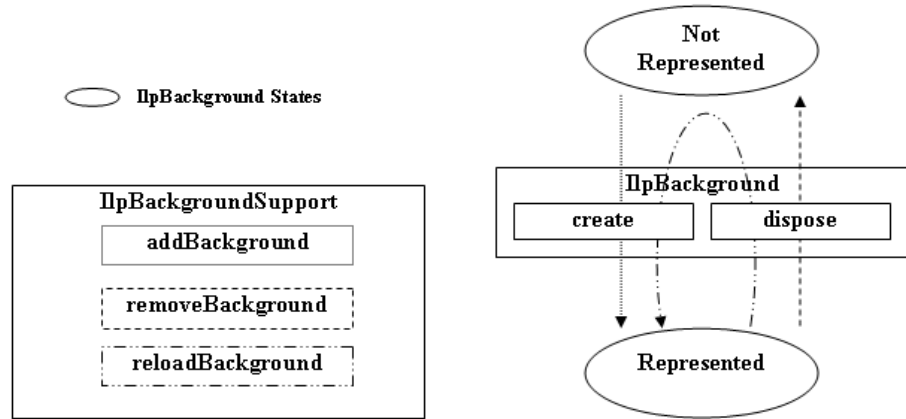 Not
Represented
IlpBackground States
IlpBackgroundSupport
addBackground
removeBackground
reloadBackground
IlpBackground
create
dispose
Represented